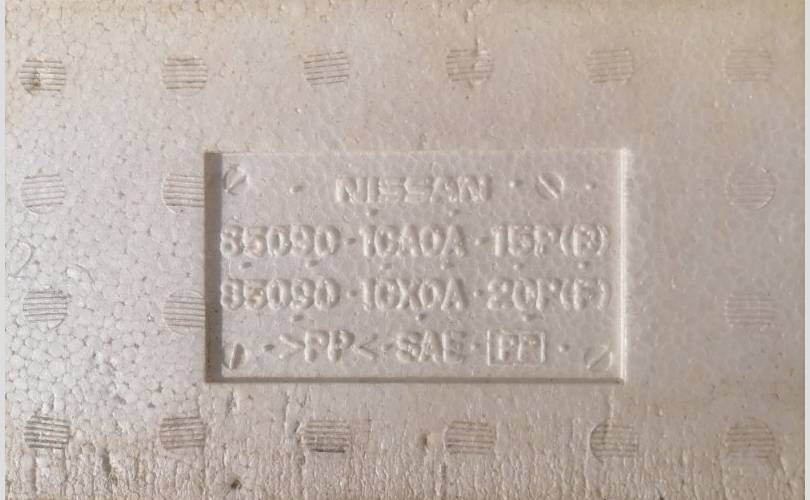 NISSAN
85090-1CA0A-15P(F)
85090-1CX0A-20P(F)
>PP< SAE PP